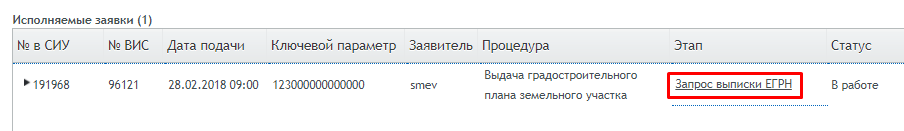 Исполняемые заявки (1)
№ в СИУ № ВИС Дата подачи Ключевой параметр Заявитель Процедура Этап Статус
191968 96121 28.02.2018 09:00 123000000000000 smev Выдача градостроительного плана земельного участка Запрос выписки ЕГРН В работе